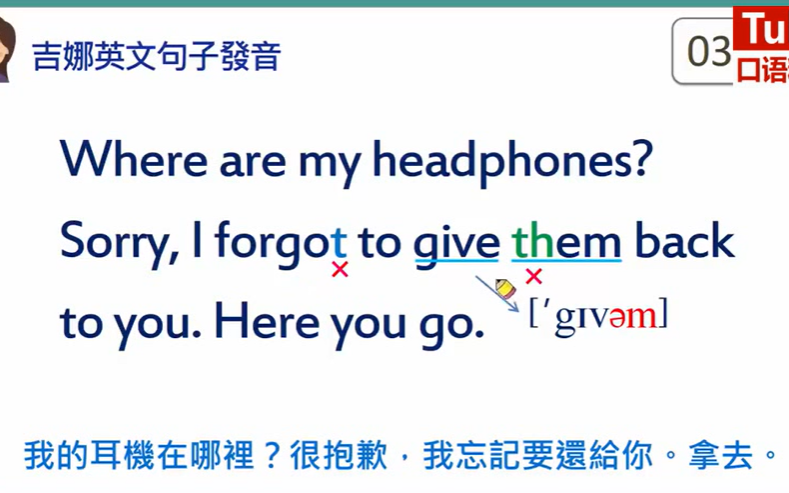 吉娜英文句子發音
03
Tu
口语
Where are my headphones?
Sorry, I forgot to give them back
to you. Here you go.
[ˈgɪvəm]
我的耳機在哪裡？很抱歉，我忘記要還給你。拿去。